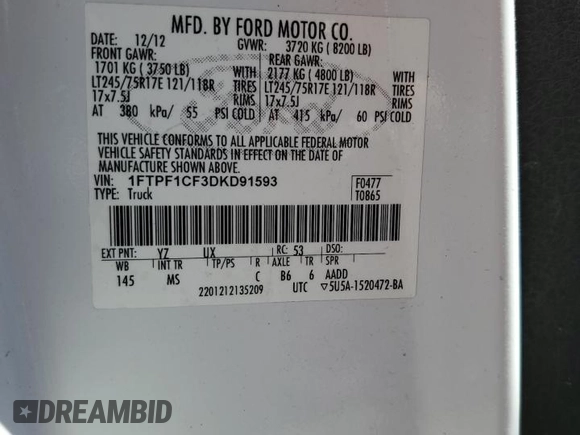 MFD. BY FORD MOTOR CO.
DATE: 12/12 GVWR: 3720 KG ( 8200 LB)
FRONT GAWR: REAR GAWR:
1701 KG ( 3750 LB) WITH 2177 KG ( 4800 LB) WITH
LT245/75R17E 121/118R TIRES LT245/75R17E 121/118R TIRES
17x7.5J RIMS 17x7.5J RIMS
AT 380 kPa/ 55 PSI COLD AT 415 kPa/ 60 PSI COLD
THIS VEHICLE CONFORMS TO ALL APPLICABLE FEDERAL MOTOR
VEHICLE SAFETY STANDARDS IN EFFECT ON THE DATE OF
MANUFACTURE SHOWN ABOVE.
VIN: 1FTPF1CF3DKD91593 F0477
TYPE: Truck T0865
EXT PNT: YZ UX RC: 53 DSO:
WB INT TR TP/PS R AXLE TR SPR
145 MS C B6 6 AADD
2201212135209 UTC ▽5U5A-1520472-BA
DREAMBID